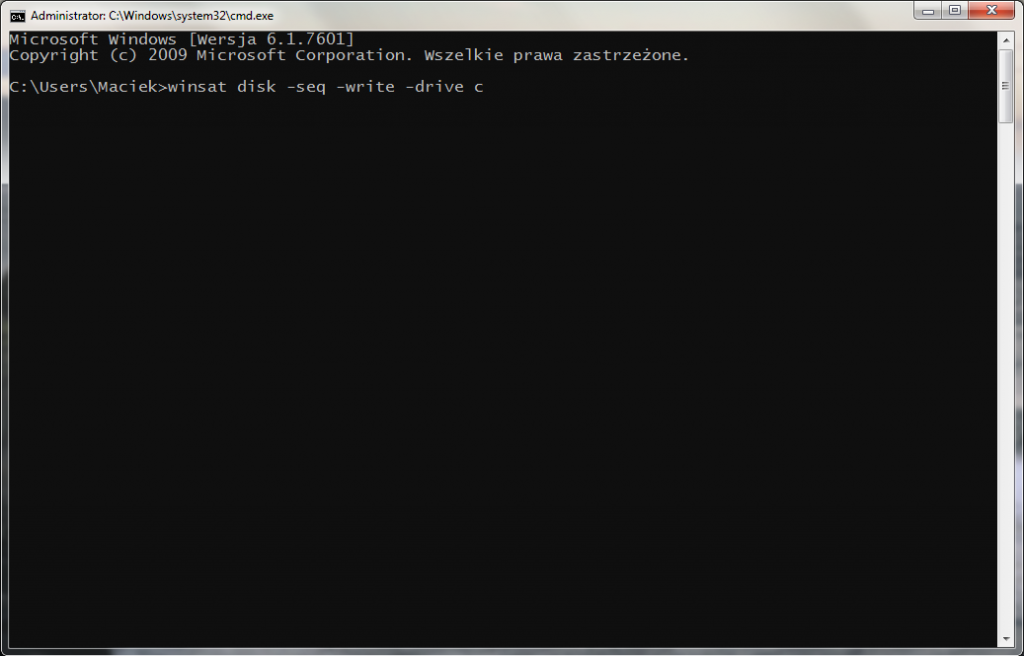 Administrator: C:\Windows\system32\cmd.exe
Microsoft Windows [Wersja 6.1.7601]
Copyright (c) 2009 Microsoft Corporation. Wszelkie prawa zastrzeżone.
C:\Users\Maciek>winsat disk -seq -write -drive c